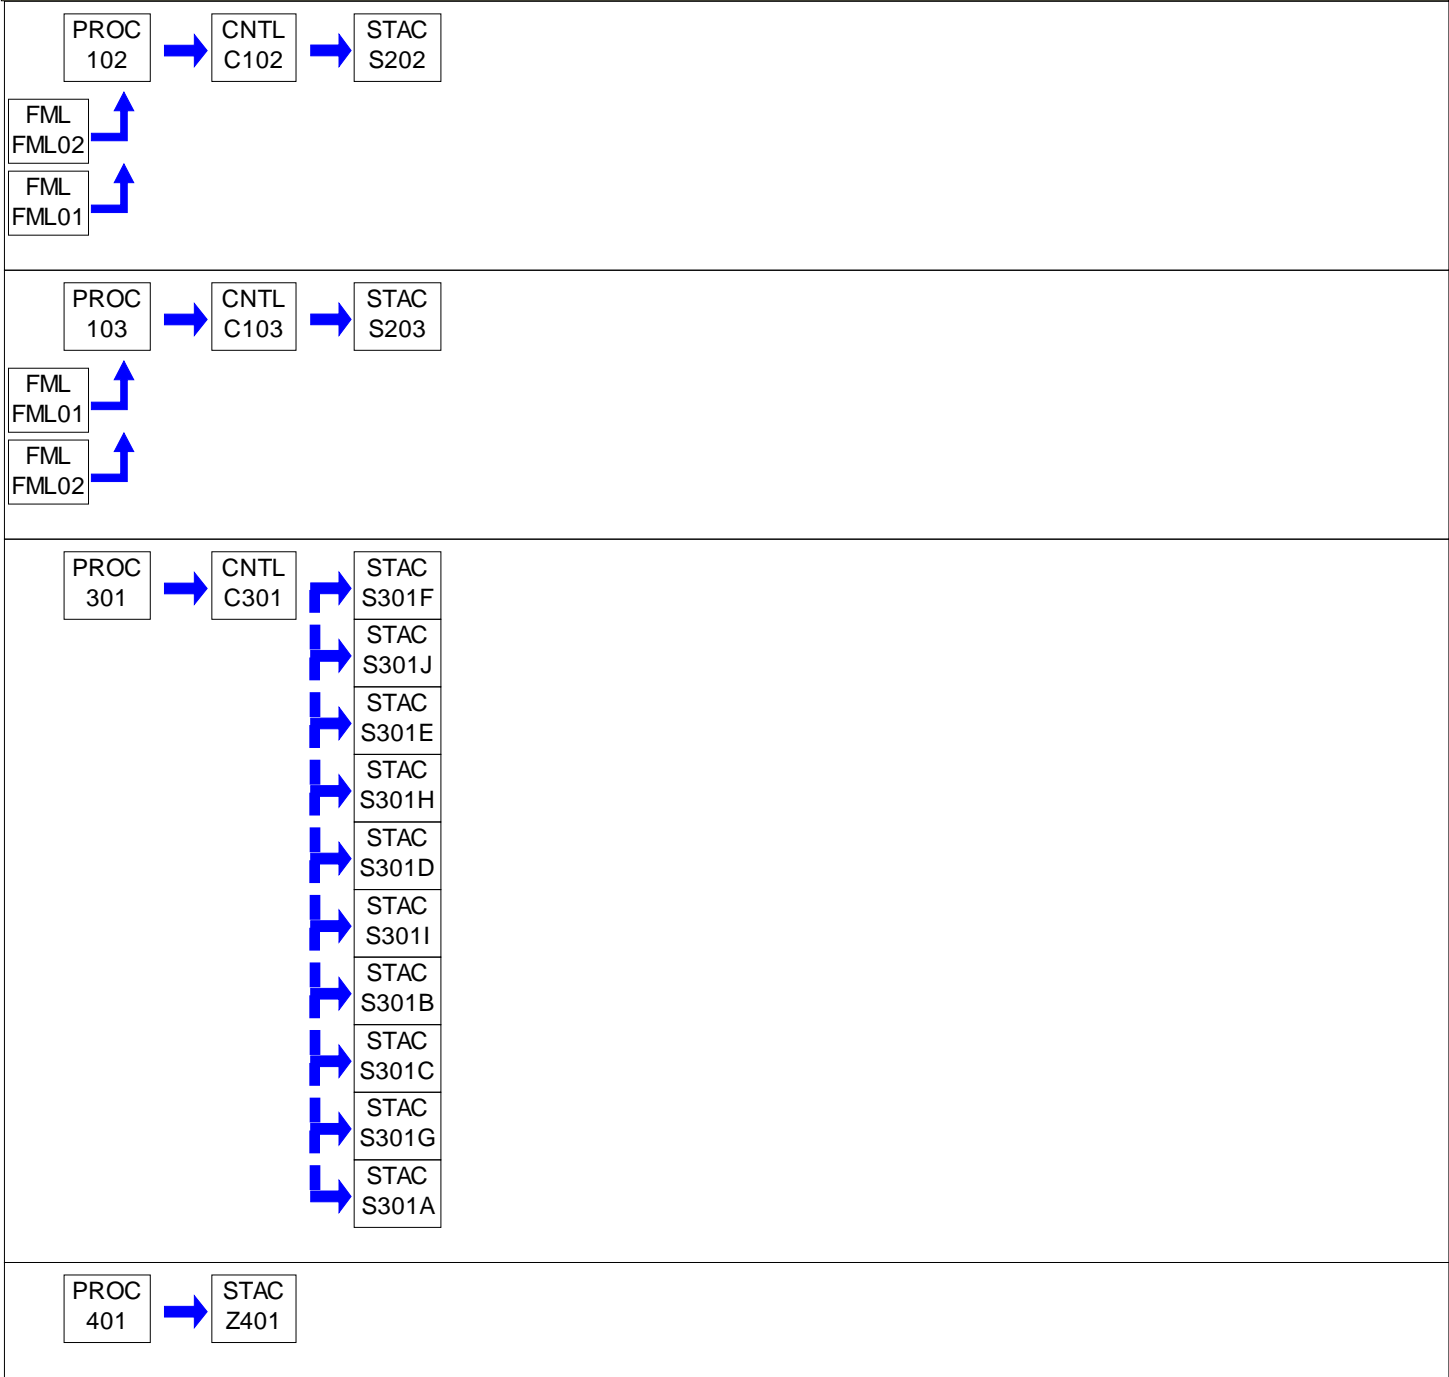 PROC
102
CNTL
C102
STAC
S202
FML
FML02
FML
FML01
PROC
103
CNTL
C103
STAC
S203
FML
FML01
FML
FML02
PROC
301
CNTL
C301
STAC
S301F
STAC
S301J
STAC
S301E
STAC
S301H
STAC
S301D
STAC
S301I
STAC
S301B
STAC
S301C
STAC
S301G
STAC
S301A
PROC
401
STAC
Z401